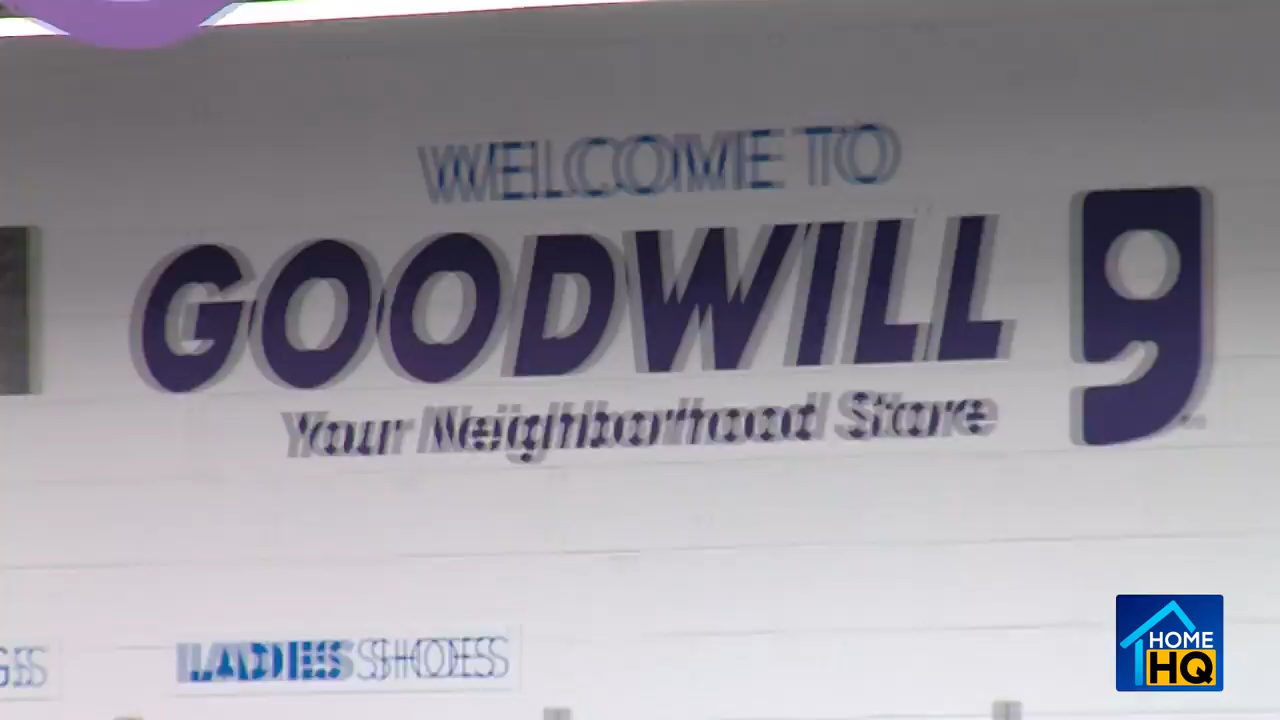 WELCOME TO
GOODWILL g
Your Neighborhood Store
LADIES SHOES
HOME
HQ